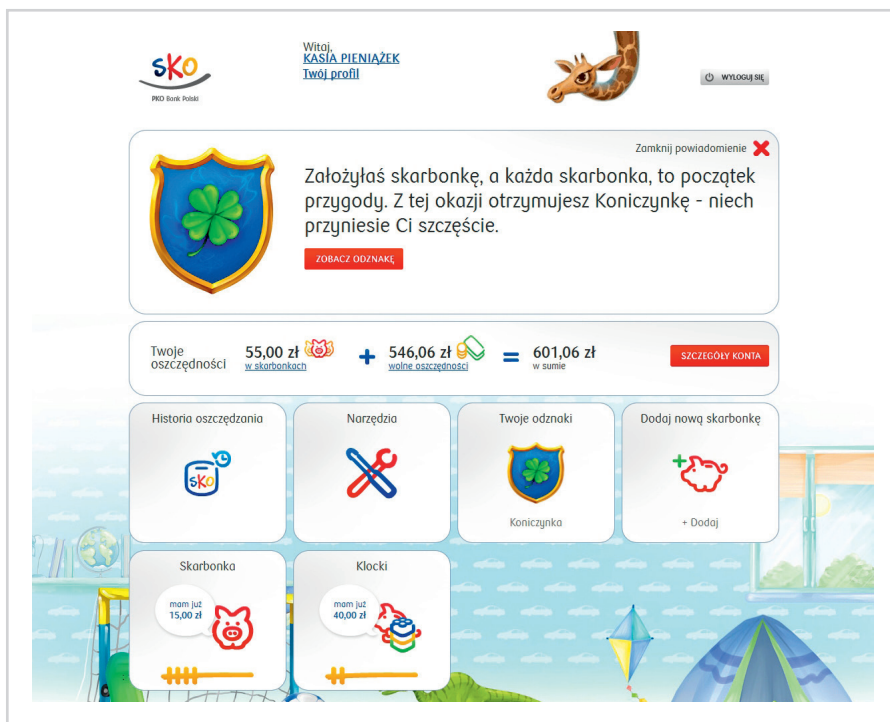 sko
PKO Bank Polski
Witaj,
KASIA PIENIĄŻEK
Twój profil
WYLOGUJ SIĘ
Zamknij powiadomienie
Założyłaś skarbonkę, a każda skarbonka, to początek
przygody. Z tej okazji otrzymujesz Koniczynkę - niech
przyniesie Ci szczęście.
ZOBACZ ODZNAKĘ
Twoje
oszczędności
55,00 zł
w skarbonkach
+
546,06 zł
wolne oszczędności
=
601,06 zł
w sumie
SZCZEGÓŁY KONTA
Historia oszczędzania
sko
Narzędzia
Twoje odznaki
Koniczynka
Dodaj nową skarbonkę
+ Dodaj
Skarbonka
mam już
15,00 zł
Klocki
mam już
40,00 zł